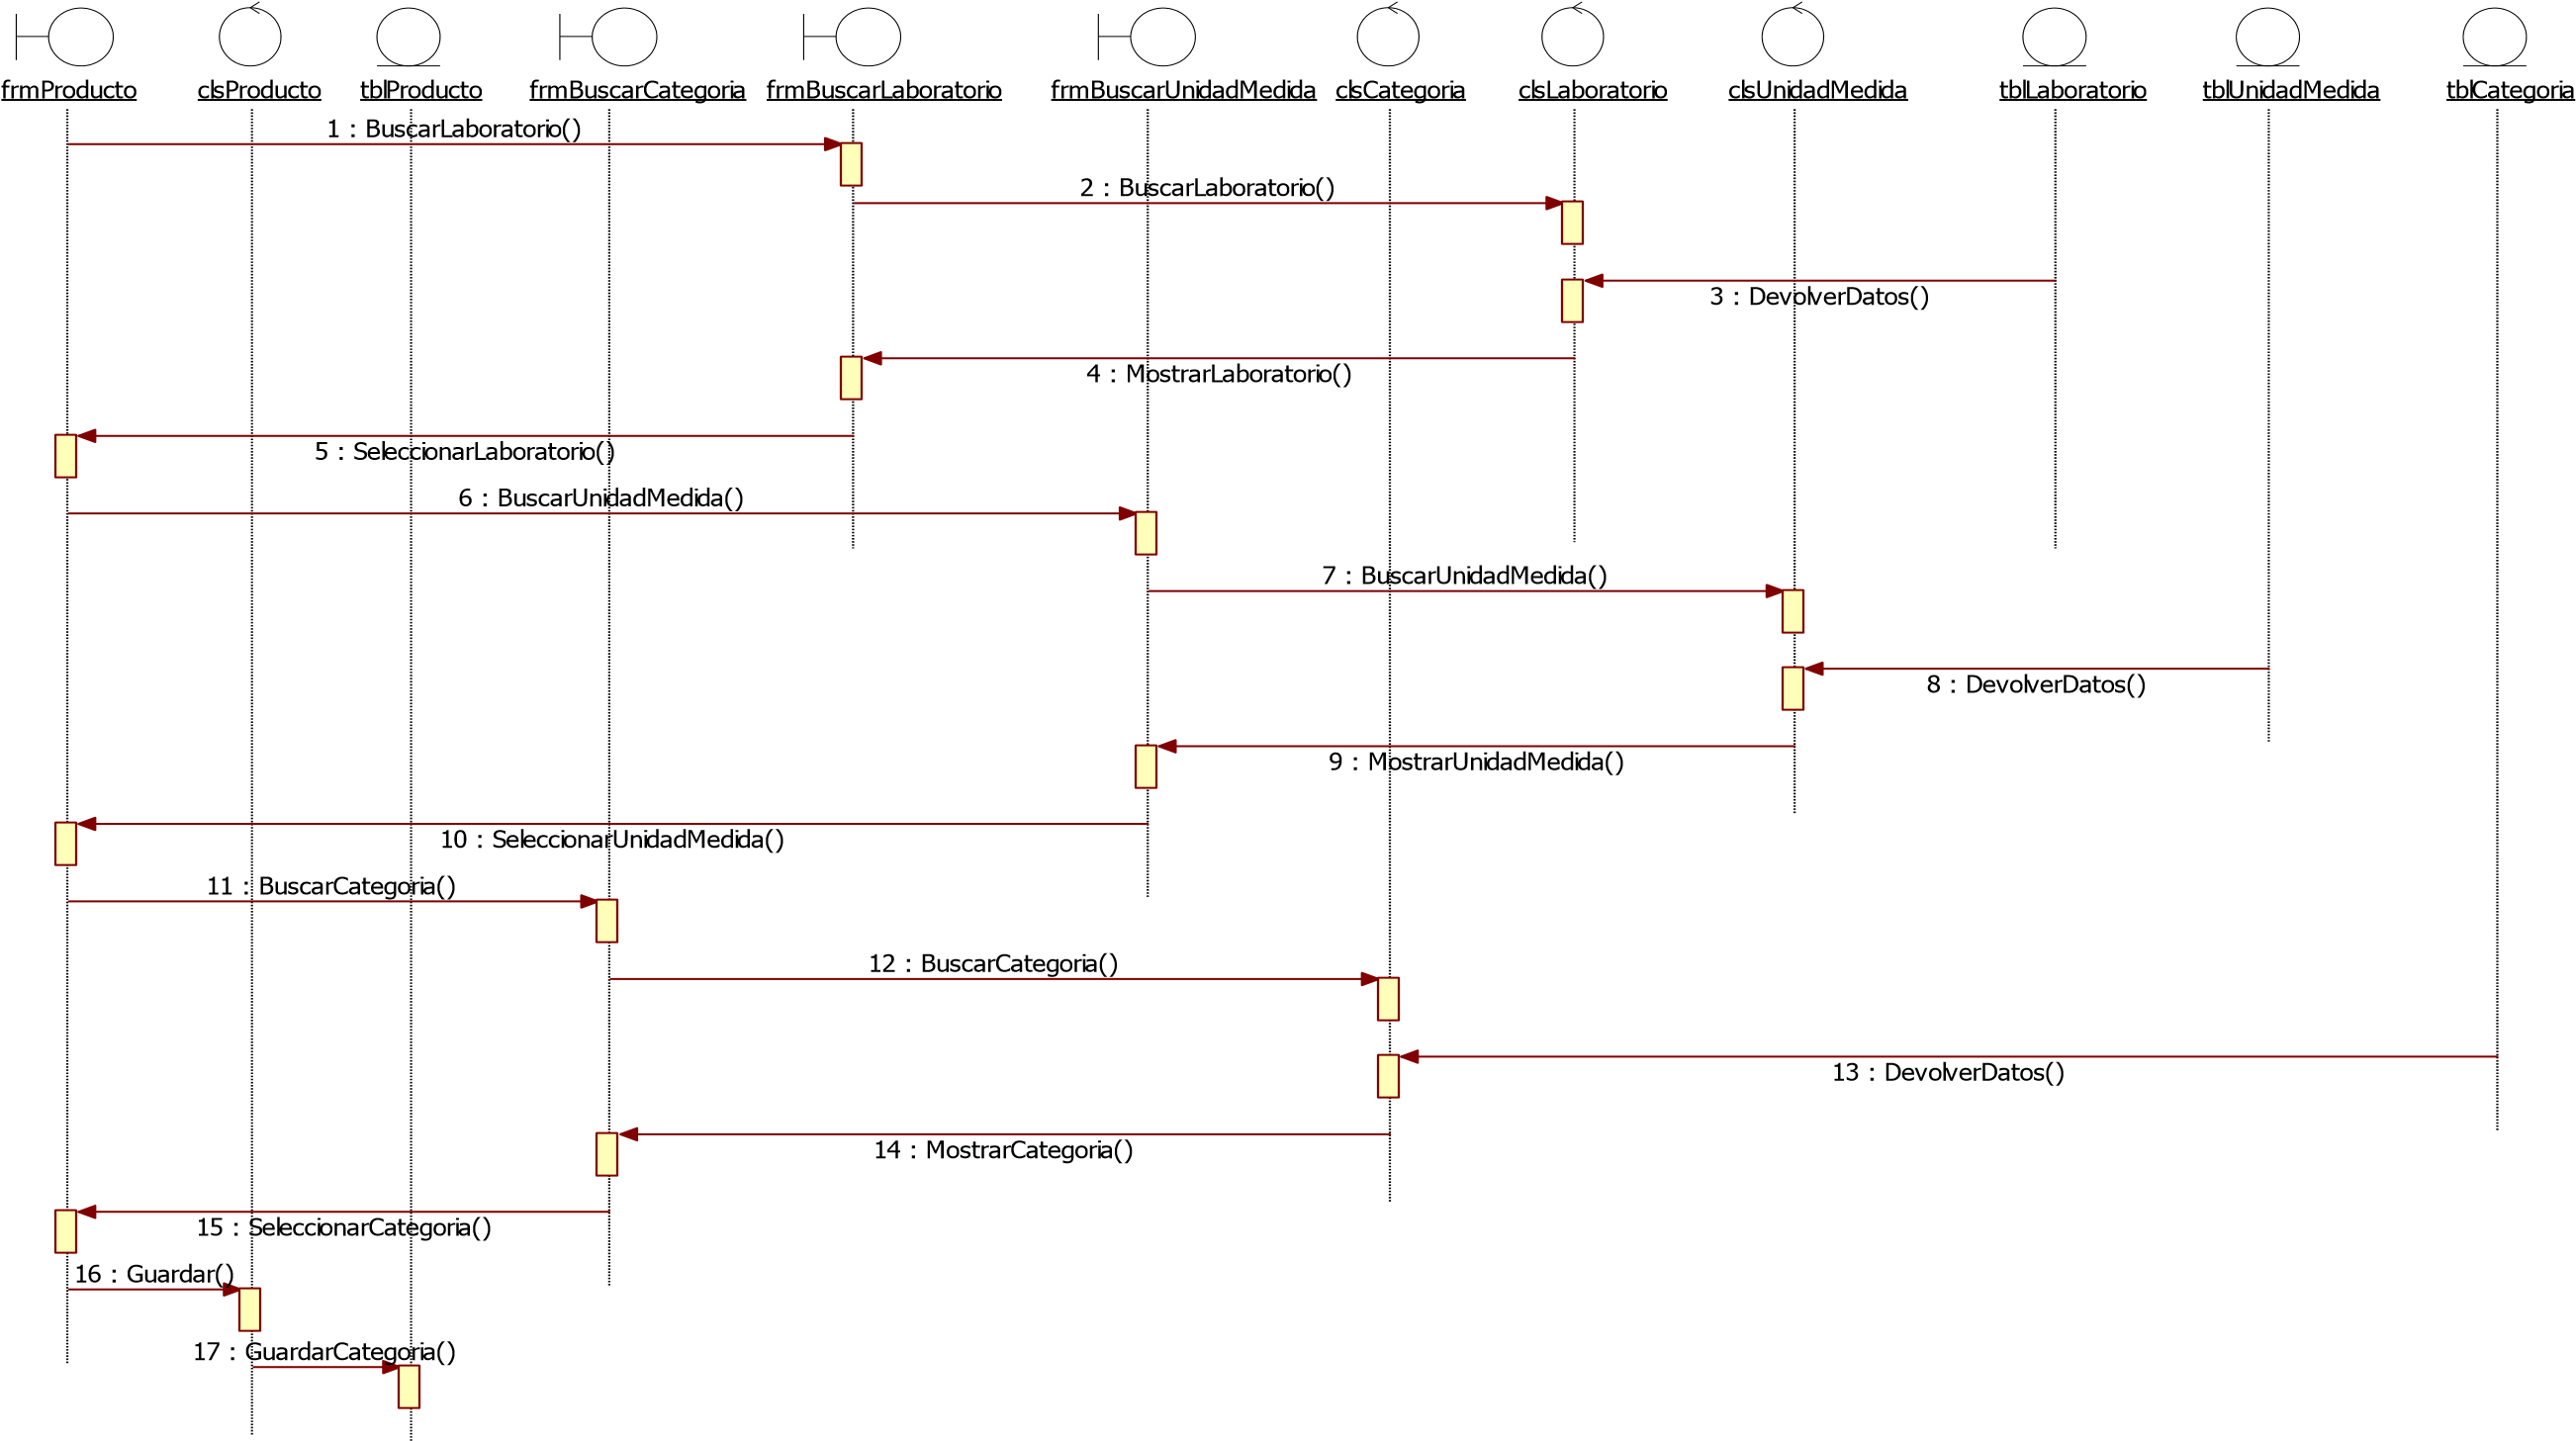 frmProducto
clsProducto
tblProducto
frmBuscarCategoria
frmBuscarLaboratorio
frmBuscarUnidadMedida
clsCategoria
clsLaboratorio
clsUnidadMedida
tblLaboratorio
tblUnidadMedida
tblCategoria
1 : BuscarLaboratorio()
2 : BuscarLaboratorio()
3 : DevolverDatos()
4 : MostrarLaboratorio()
5 : SeleccionarLaboratorio()
6 : BuscarUnidadMedida()
7 : BuscarUnidadMedida()
8 : DevolverDatos()
9 : MostrarUnidadMedida()
10 : SeleccionarUnidadMedida()
11 : BuscarCategoria()
12 : BuscarCategoria()
13 : DevolverDatos()
14 : MostrarCategoria()
15 : SeleccionarCategoria()
16 : Guardar()
17 : GuardarCategoria()